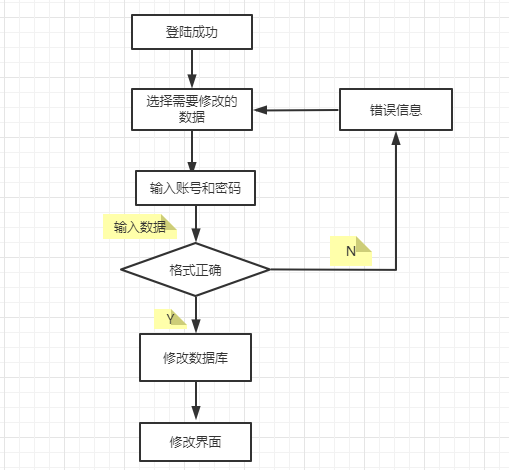 登陆成功
选择需要修改的
数据
错误信息
输入账号和密码
输入数据
格式正确
N
Y
修改数据库
修改界面